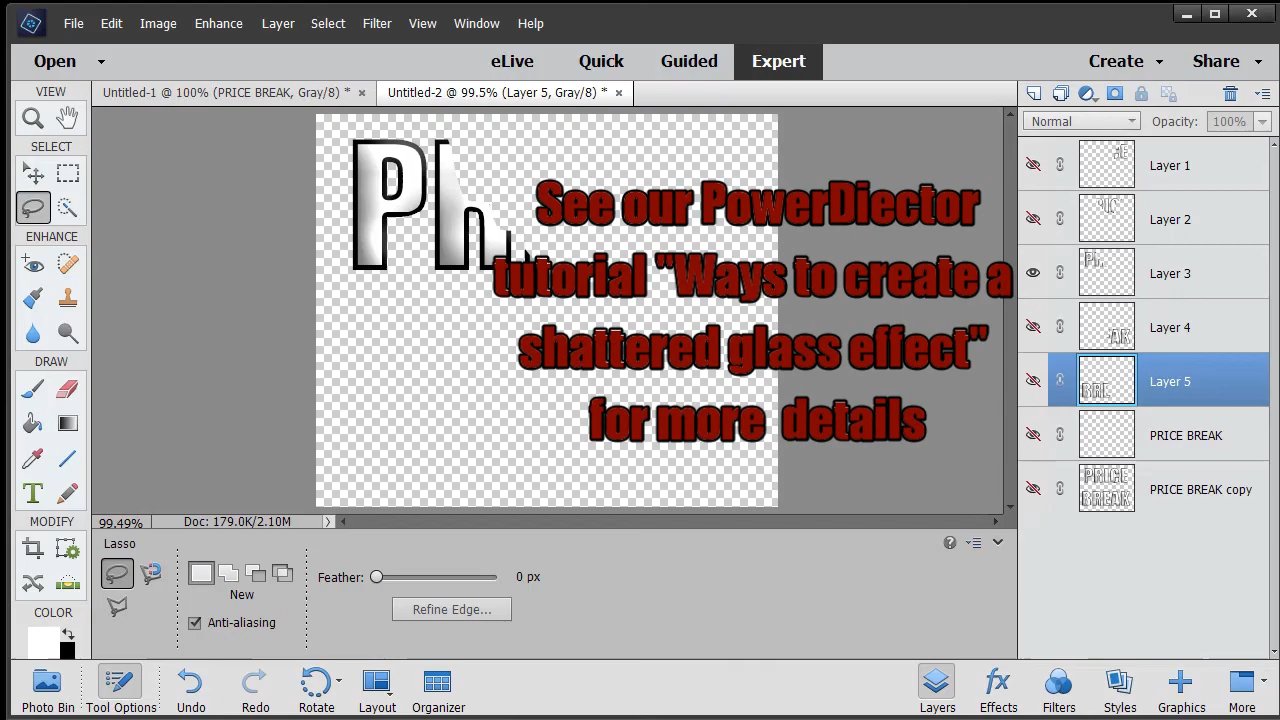 File Edit Image Enhance Layer Select Filter View Window Help
Open eLive Quick Guided Expert Create Share
Untitled-1 @ 100% (PRICE BREAK, Gray/8) * × Untitled-2 @ 99.5% (Layer 5, Gray/8) * ×
VIEW
SELECT
ENHANCE
DRAW
MODIFY
COLOR
See our PowerDiector
tutorial "Ways to create a
shattered glass effect"
for more details
Normal Opacity: 100%
Layer 1
Layer 2
Layer 3
Layer 4
Layer 5
PRICE BREAK
PRICE BREAK copy
PRICE
BREAK
99.49% Doc: 179.0K/2.10M
Lasso
New
Anti-aliasing
Feather: 0 px
Refine Edge...
Photo Bin Tool Options Undo Redo Rotate Layout Organizer Layers Effects Filters Styles Graphics More